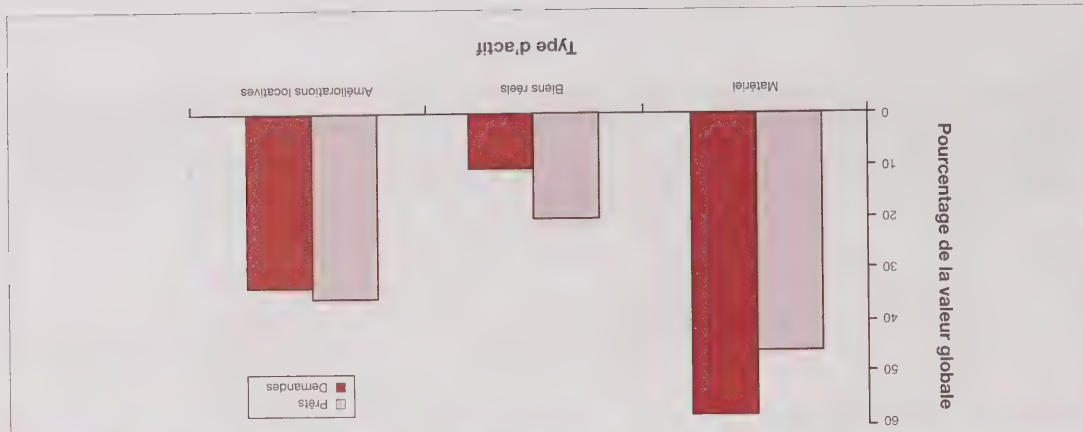 Pourcentage de la valeur globale
60
50
40
30
20
10
0
Prêts
Demandes
Matériel
Biens réels
Améliorations locatives
Type d'actif